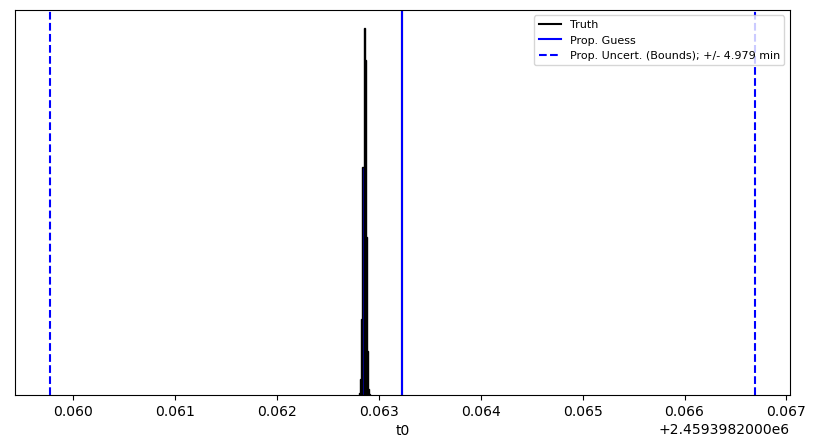 Truth
Prop. Guess
Prop. Uncert. (Bounds); +/- 4.979 min
0.060 0.061 0.062 0.063 0.064 0.065 0.066 0.067
t0 +2.4593982000e6